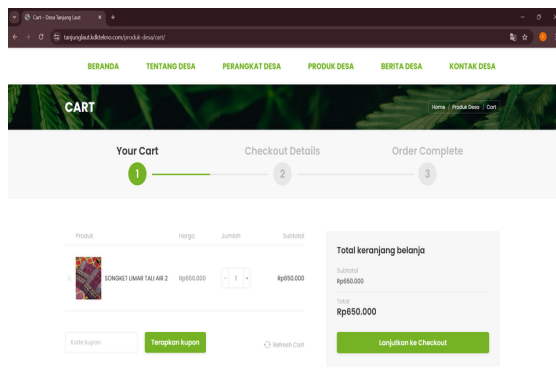 Cart - Desa Tanjung Laut
tanjunglaut.kdktekno.com/produk-desa/cart/
BERANDA TENTANG DESA PERANGKAT DESA PRODUK DESA BERITA DESA KONTAK DESA
CART
Home / Produk Desa / Cart
Your Cart Checkout Details Order Complete
1 2 3
Produk Harga Jumlah Subtotal
SONGKET LIMAR TALI AIR 2 Rp650.000 - 1 + Rp650.000
Kode kupon Terapkan kupon Refresh Cart
Total keranjang belanja
Subtotal
Rp650.000
Total
Rp650.000
Lanjutkan ke Checkout